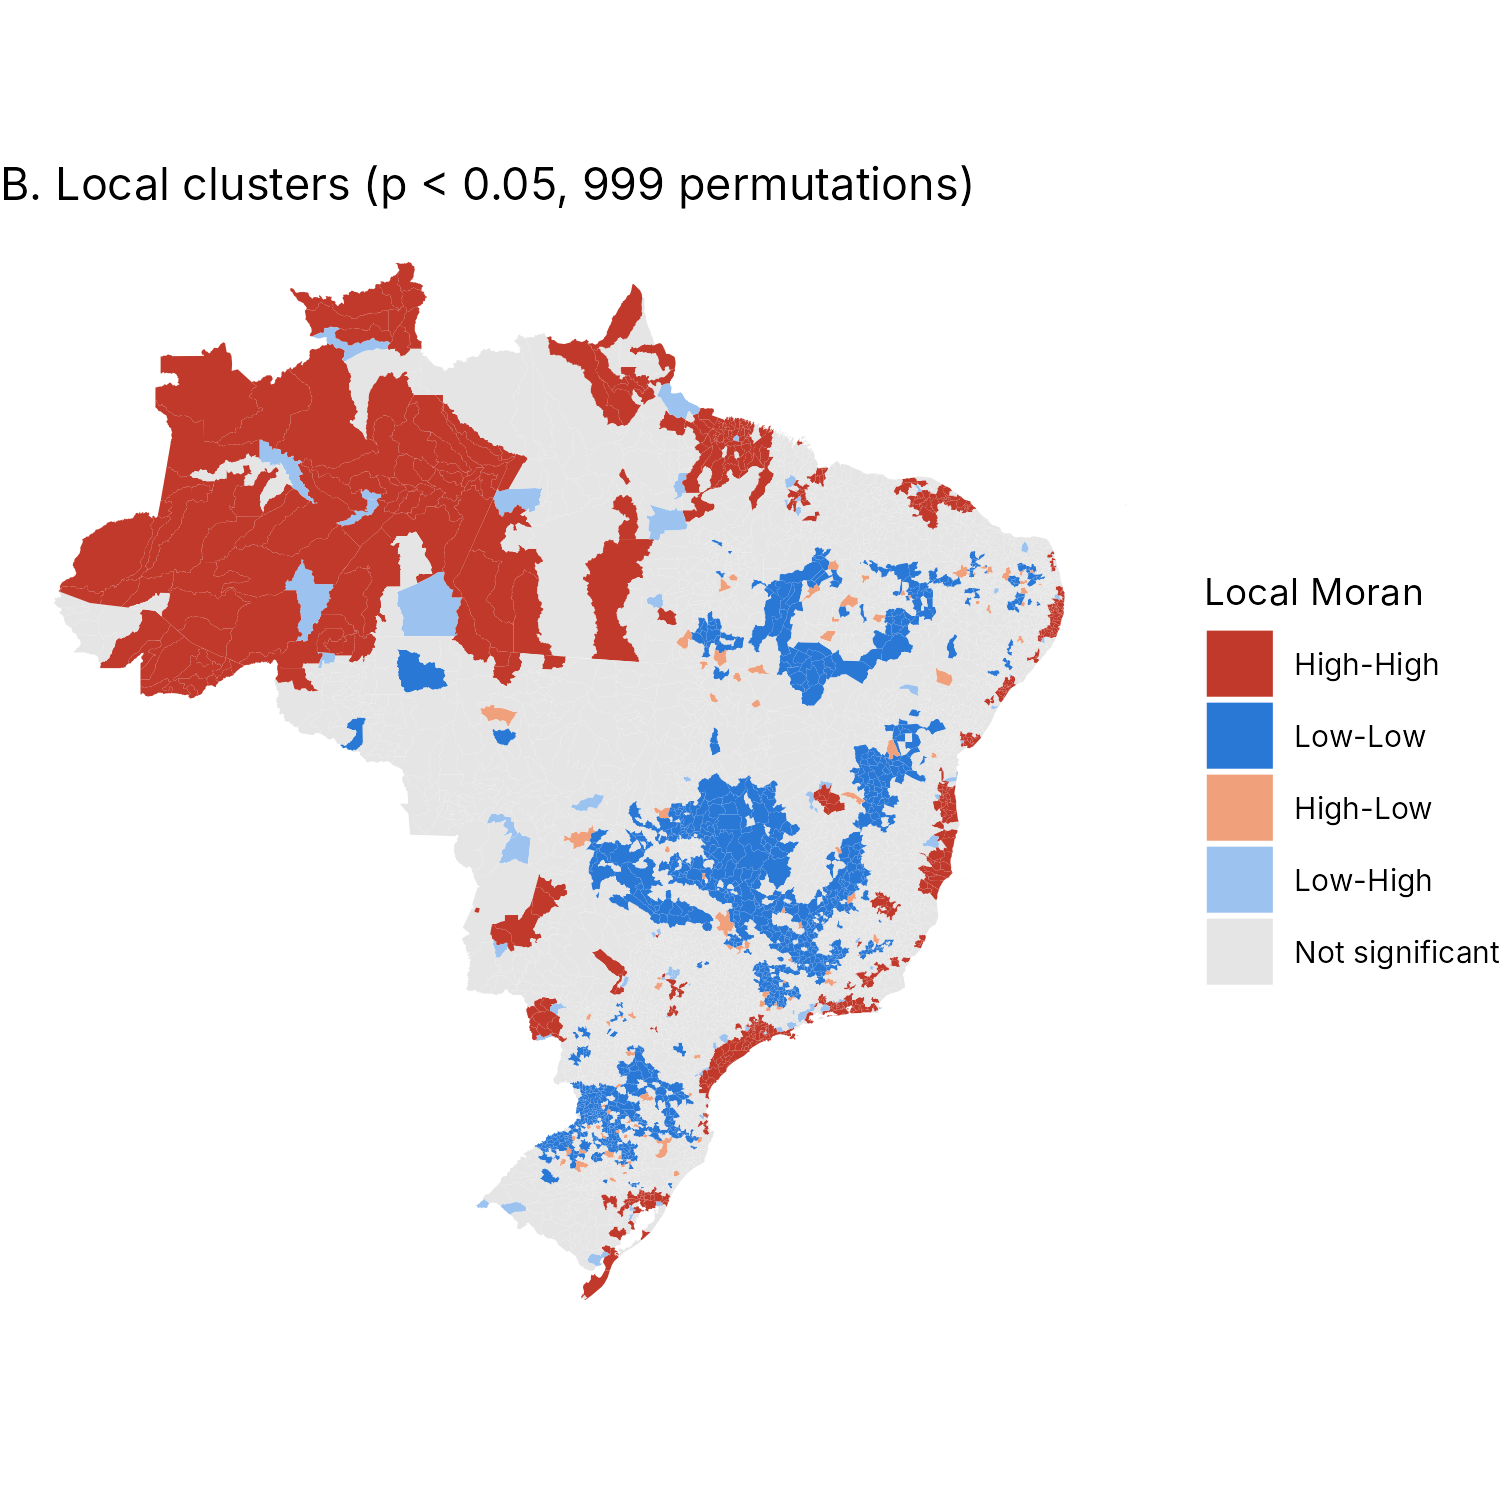 B. Local clusters (p < 0.05, 999 permutations)
Local Moran
High-High
Low-Low
High-Low
Low-High
Not significant